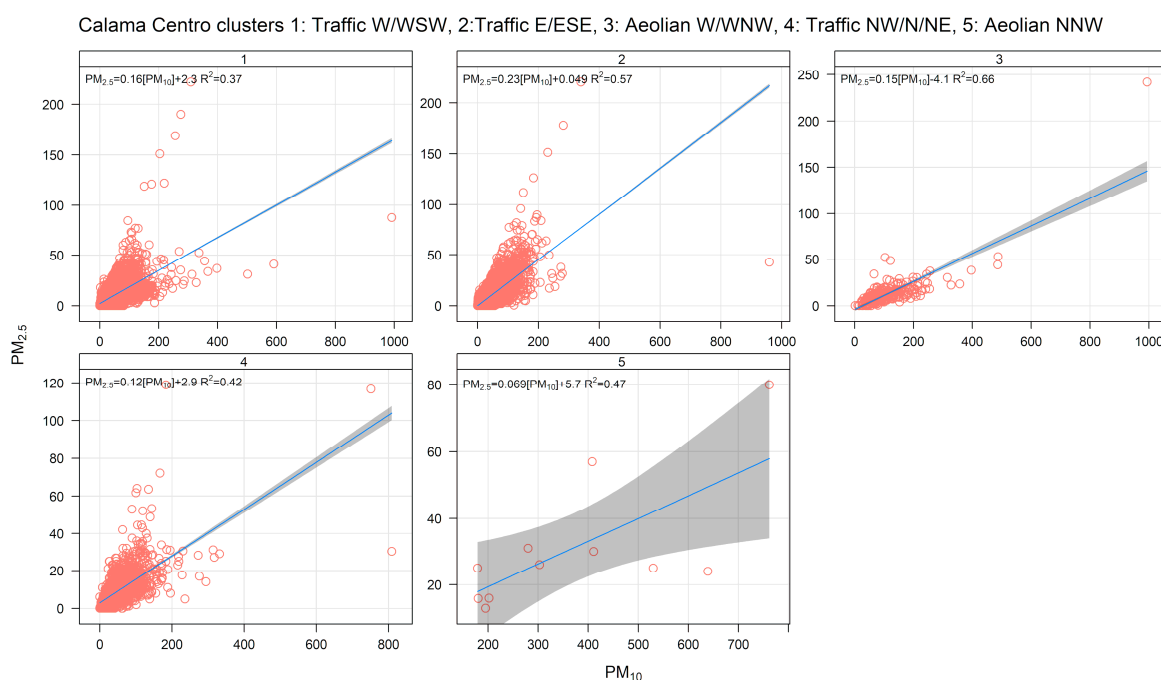 Calama Centro clusters 1: Traffic W/WSW, 2:Traffic E/ESE, 3: Aeolian W/WNW, 4: Traffic NW/N/NE, 5: Aeolian NNW
1
PM2.5=0.16[PM10]+2.3 R²=0.37
200
150
100
50
0
0 200 400 600 800 1000
2
PM2.5=0.23[PM10]+0.049 R²=0.57
200
150
100
50
0
0 200 400 600 800 1000
3
PM2.5=0.15[PM10]-4.1 R²=0.66
250
200
150
100
50
0
0 200 400 600 800 1000
PM2.5
4
PM2.5=0.12[PM10]+2.9 R²=0.42
120
100
80
60
40
20
0
0 200 400 600 800
5
PM2.5=0.069[PM10]+5.7 R²=0.47
80
60
40
20
200 300 400 500 600 700
PM10